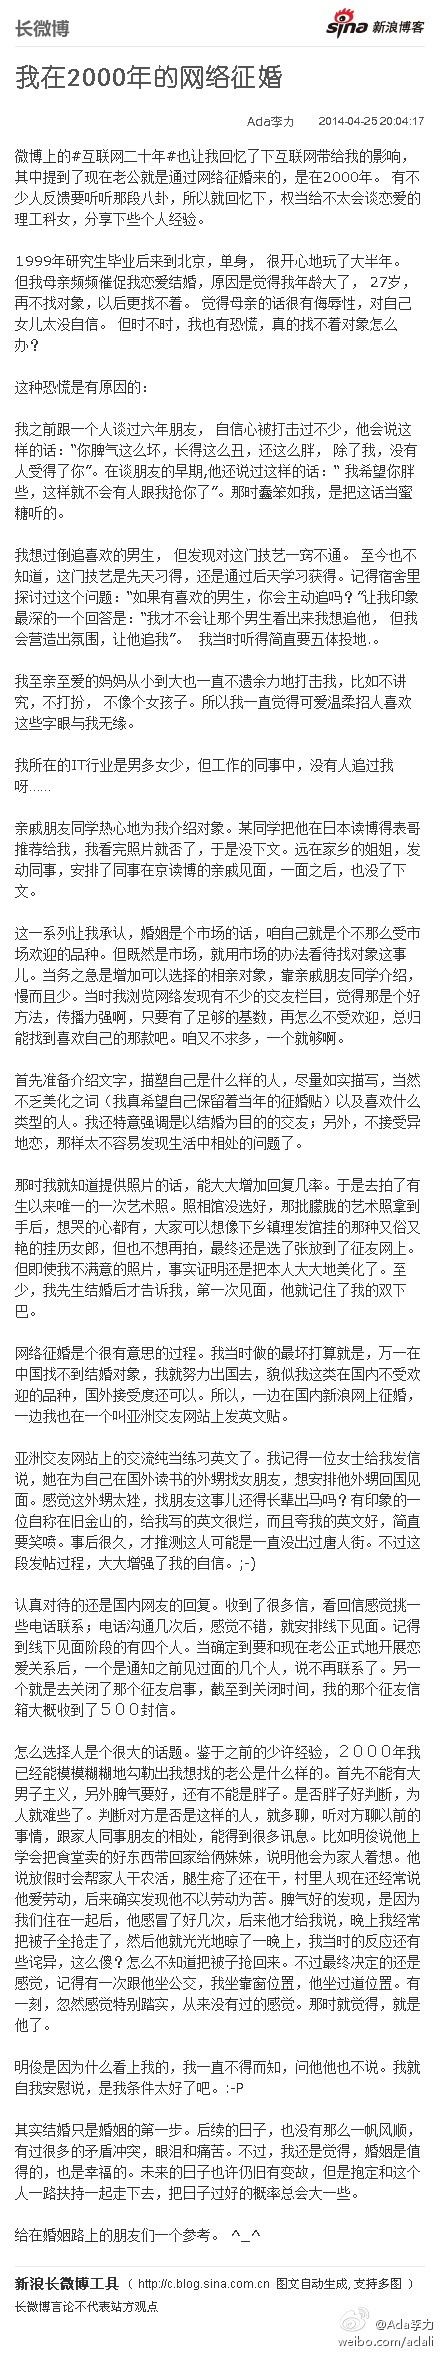 长微博
sina 新浪博客
我在2000年的网络征婚
Ada李力 2014-04-25 20:04:17
微博上的#互联网二十年#也让我回忆了下互联网带给我的影响，
其中提到了现在老公就是通过网络征婚来的，是在2000年。 有不
少人反馈要听听那段八卦，所以就回忆下，权当给不太会谈恋爱的
理工科女，分享下些个人经验。
1999年研究生毕业后来到北京，单身， 很开心地玩了大半年。
但我母亲频频催促我恋爱结婚，原因是觉得我年龄大了， 27岁，
再不找对象，以后更找不着。 觉得母亲的话很有侮辱性，对自己
女儿太没自信。 但时不时，我也有恐慌，真的找不着对象怎么
办？
这种恐慌是有原因的：
我之前跟一个人谈过六年朋友， 自信心被打击过不少，他会说这
样的话：“你脾气这么坏，长得这么丑，还这么胖， 除了我，没有
人受得了你”。在谈朋友的早期,他还说过这样的话：“ 我希望你胖
些，这样就不会有人跟我抢你了”。那时蠢笨如我，是把这话当蜜
糖听的。
我想过倒追喜欢的男生， 但发现对这门技艺一窍不通。 至今也不
知道，这门技艺是先天习得，还是通过后天学习获得。记得宿舍里
探讨过这个问题：“如果有喜欢的男生，你会主动追吗？”让我印象
最深的一个回答是：“我才不会让那个男生看出来我想追他， 但我
会营造出氛围，让他追我”。 我当时听得简直要五体投地.。
我至亲至爱的妈妈从小到大也一直不遗余力地打击我，比如不讲
究，不打扮， 不像个女孩子。所以我一直觉得可爱温柔招人喜欢
这些字眼与我无缘。
我所在的IT行业是男多女少，但工作的同事中，没有人追过我
呀……
亲戚朋友同学热心地为我介绍对象。某同学把他在日本读博得表哥
推荐给我，我看完照片就否了，于是没下文。远在家乡的姐姐，发
动同事，安排了同事在京读博的亲戚见面，一面之后，也没了下
文。
这一系列让我承认，婚姻是个市场的话，咱自己就是个不那么受市
场欢迎的品种。但既然是市场，就用市场的办法看待找对象这事
儿。当务之急是增加可以选择的相亲对象，靠亲戚朋友同学介绍，
慢而且少。当时我浏览网络发现有不少的交友栏目，觉得那是个好
方法，传播力强啊，只要有了足够的基数，再怎么不受欢迎，总归
能找到喜欢自己的那款吧。咱又不求多，一个就够啊。
首先准备介绍文字，描塑自己是什么样的人，尽量如实描写，当然
不乏美化之词（我真希望自己保留着当年的征婚贴）以及喜欢什么
类型的人。我还特意强调是以结婚为目的的交友；另外，不接受异
地恋，那样太不容易发现生活中相处的问题了。
那时我就知道提供照片的话，能大大增加回复几率。于是去拍了有
生以来唯一的一次艺术照。照相馆没选好，那批朦胧的艺术照拿到
手后，想哭的心都有，大家可以想像下乡镇理发馆挂的那种又俗又
艳的挂历女郎，但也不想再拍，最终还是选了张放到了征友网上。
但即使我不满意的照片，事实证明还是把本人大大地美化了。至
少，我先生结婚后才告诉我，第一次见面，他就记住了我的双下
巴。
网络征婚是个很有意思的过程。我当时做的最坏打算就是，万一在
中国找不到结婚对象，我就努力出国去，貌似我这类在国内不受欢
迎的品种，国外接受度还可以。所以，一边在国内新浪网上征婚，
一边我也在一个叫亚洲交友网站上发英文贴。
亚洲交友网站上的交流纯当练习英文了。我记得一位女士给我发信
说，她在为自己在国外读书的外甥找女朋友，想安排他外甥回国见
面。感觉这外甥太矬，找朋友这事儿还得长辈出马吗？有印象的一
位自称在旧金山的，给我写的英文很烂，而且夸我的英文好，简直
要笑喷。事后很久，才推测这人可能是一直没出过唐人街。不过这
段发帖过程，大大增强了我的自信。;-)
认真对待的还是国内网友的回复。收到了很多信，看回信感觉挑一
些电话联系；电话沟通几次后，感觉不错，就安排线下见面。记得
到线下见面阶段的有四个人。当确定到要和现在老公正式地开展恋
爱关系后，一个是通知之前见过面的几个人，说不再联系了。另一
个就是去关闭了那个征友启事，截至到关闭时间，我的那个征友信
箱大概收到了５００封信。
怎么选择人是个很大的话题。鉴于之前的少许经验，２０００年我
已经能模模糊糊地勾勒出我想找的老公是什么样的。首先不能有大
男子主义，另外脾气要好，还有不能是胖子。是否胖子好判断，为
人就难些了。判断对方是否是这样的人，就多聊，听对方聊以前的
事情，跟家人同事朋友的相处，能得到很多讯息。比如明俊说他上
学会把食堂卖的好东西带回家给俩妹妹，说明他会为家人着想。他
说放假时会帮家人干农活，腿生疮了还在干，村里人现在还经常说
他爱劳动，后来确实发现他不以劳动为苦。脾气好的发现，是因为
我们住在一起后，他感冒了好几次，后来他才给我说，晚上我经常
把被子全抢走了，然后他就光光地晾了一晚上，我当时的反应还有
些诧异，这么傻？怎么不知道把被子抢回来。不过最终决定的还是
感觉，记得有一次跟他坐公交，我坐靠窗位置，他坐过道位置。有
一刻，忽然感觉特别踏实，从来没有过的感觉。那时就觉得，就是
他了。
明俊是因为什么看上我的，我一直不得而知，问他他也不说。我就
自我安慰说，是我条件太好了吧。:-P
其实结婚只是婚姻的第一步。后续的日子，也没有那么一帆风顺，
有过很多的矛盾冲突，眼泪和痛苦。不过，我还是觉得，婚姻是值
得的，也是幸福的。未来的日子也许仍旧有变故，但是抱定和这个
人一路扶持一起走下去，把日子过好的概率总会大一些。
给在婚姻路上的朋友们一个参考。 ^_^
新浪长微博工具（ http://c.blog.sina.com.cn 图文自动生成, 支持多图 ）
长微博言论不代表站方观点
@Ada李力
weibo.com/adali